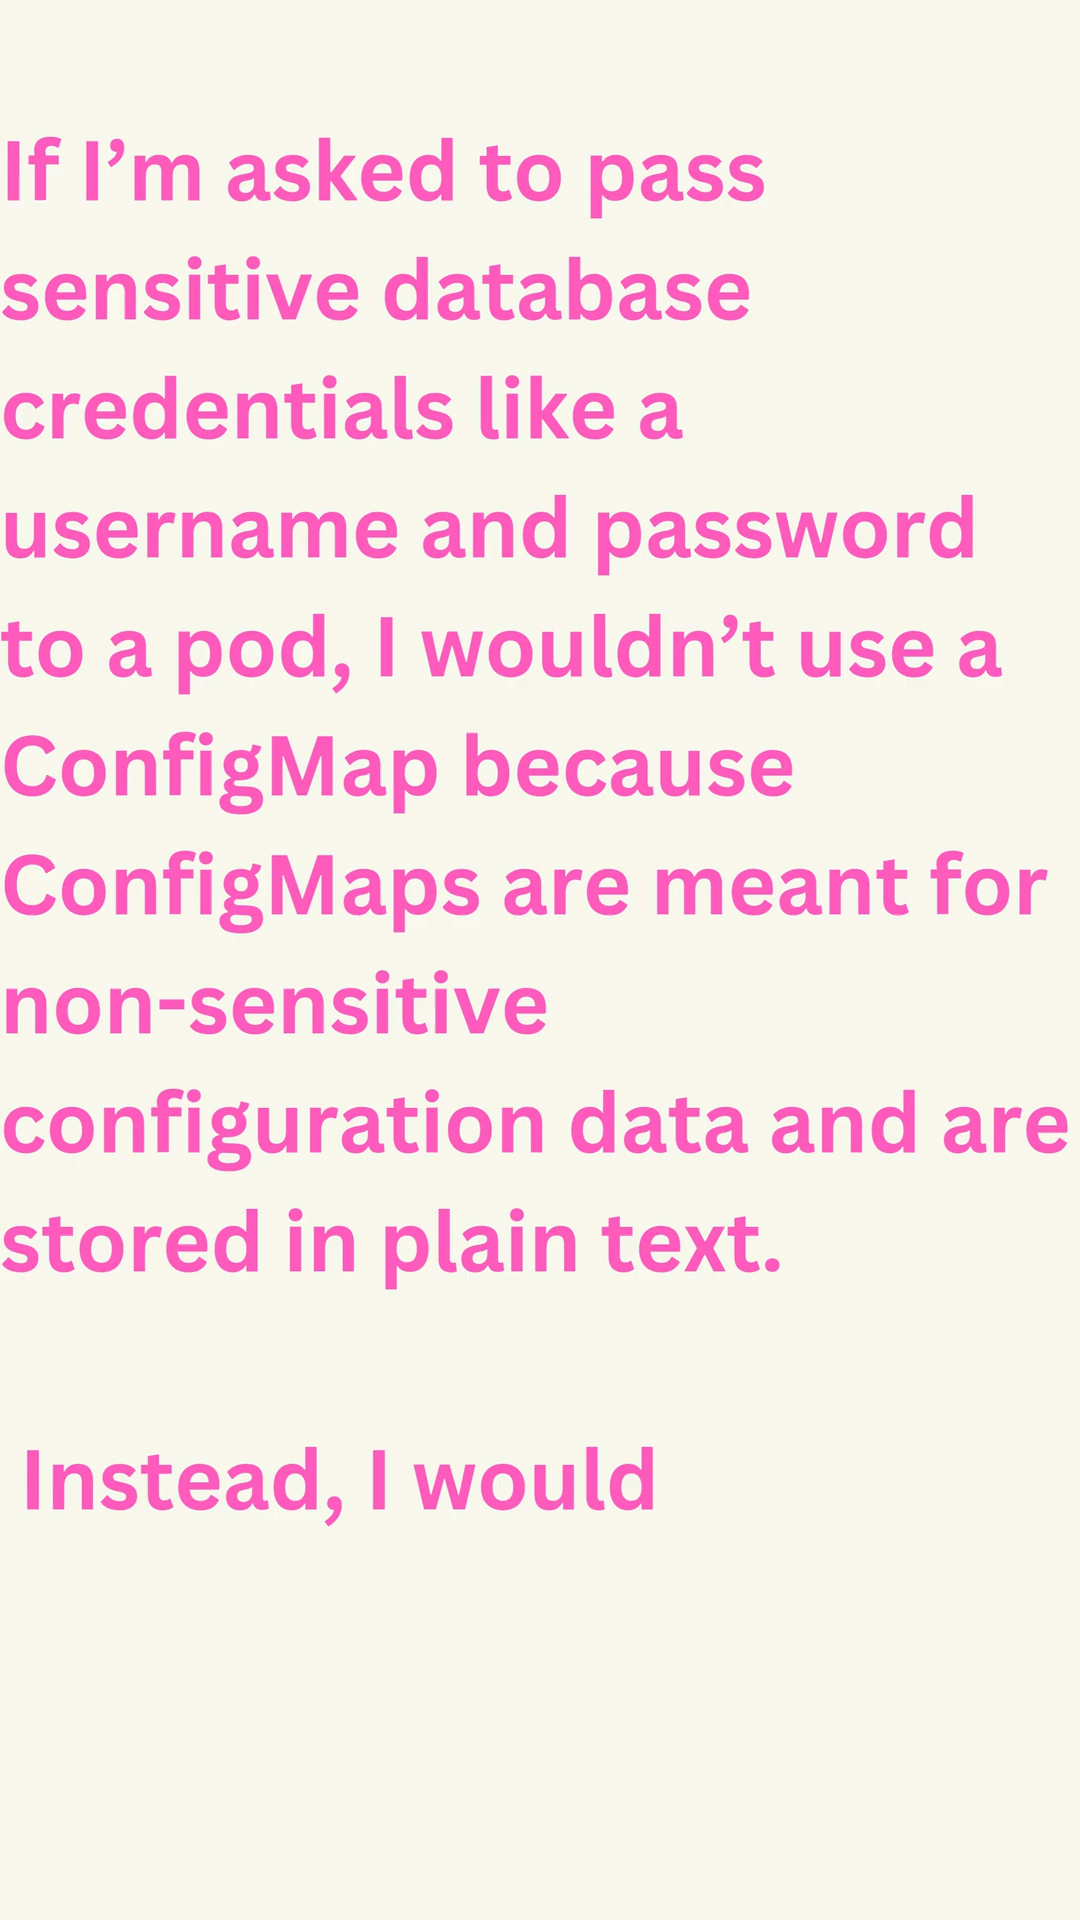 If I’m asked to pass
sensitive database
credentials like a
username and password
to a pod, I wouldn’t use a
ConfigMap because
ConfigMaps are meant for
non-sensitive
configuration data and are
stored in plain text.
Instead, I would